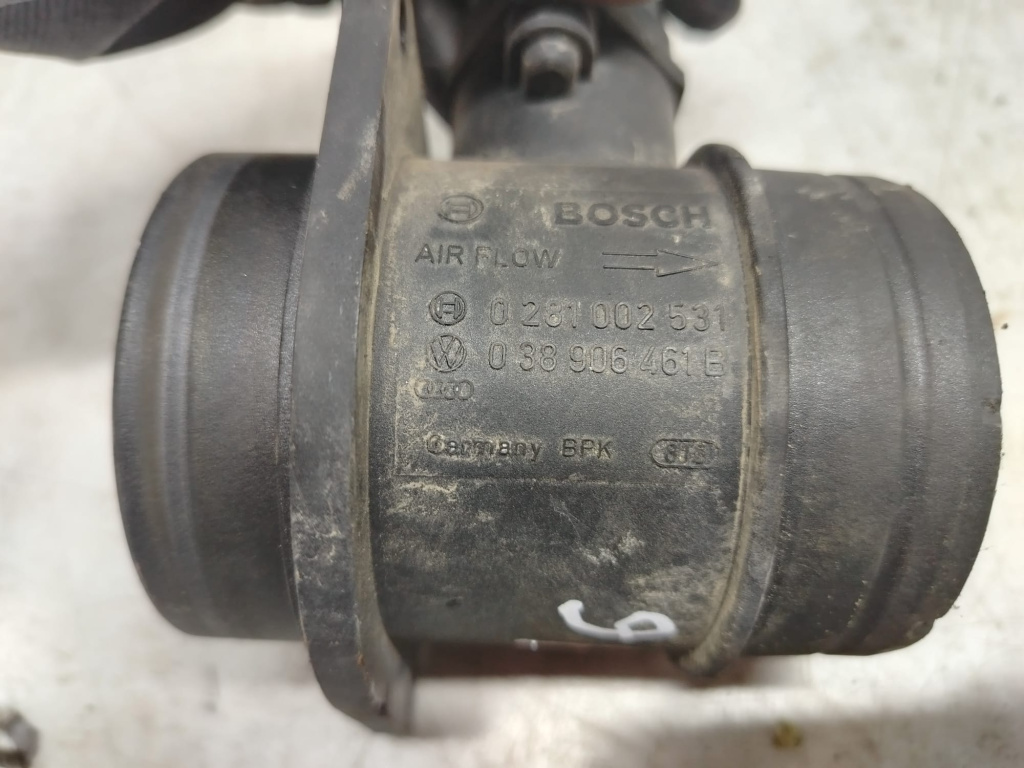 BOSCH
AIR FLOW
0 281 002 531
038 906 461 B
Germany BPK